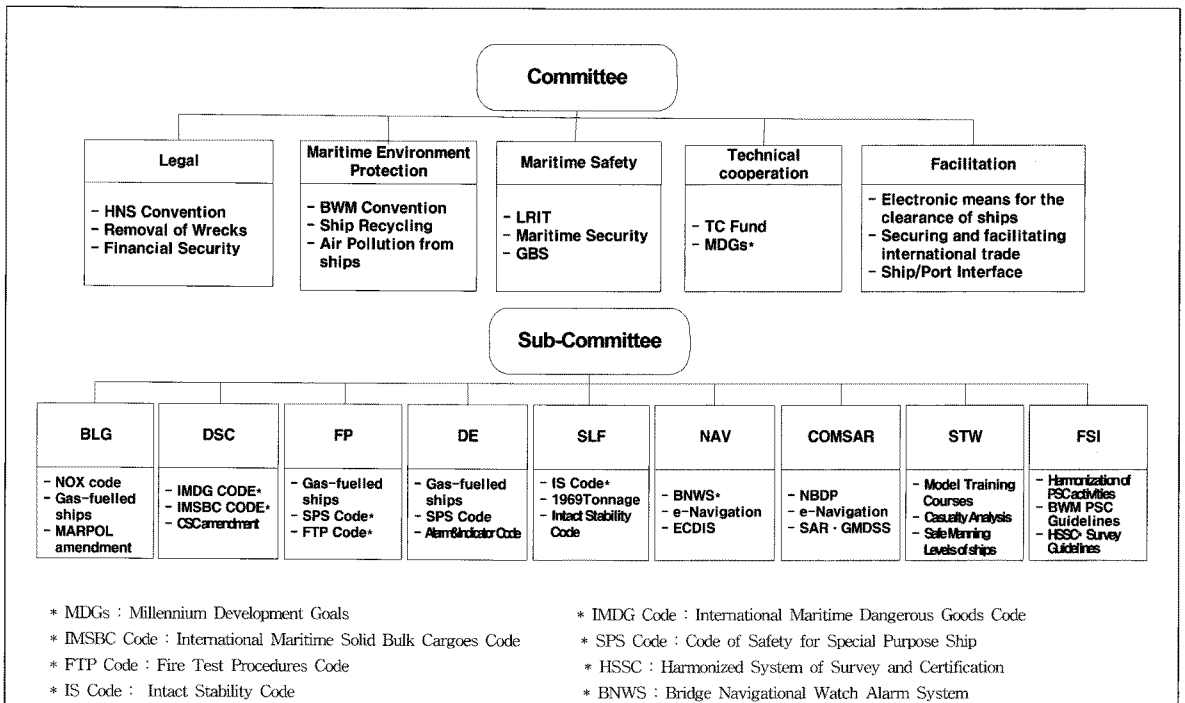 Committee
Legal
- HNS Convention
- Removal of Wrecks
- Financial Security
Maritime Environment
Protection
- BWM Convention
- Ship Recycling
- Air Pollution from
ships
Maritime Safety
- LRIT
- Maritime Security
- GBS
Technical
cooperation
- TC Fund
- MDGs*
Facilitation
- Electronic means for the
clearance of ships
- Securing and facilitating
international trade
- Ship/Port Interface
Sub-Committee
BLG
- NOX code
- Gas-fuelled
ships
- MARPOL
amendment
DSC
- IMDG CODE*
- IMSBC CODE*
- CSC amendment
FP
- Gas-fuelled
ships
- SPS Code*
- FTP Code*
DE
- Gas-fuelled
ships
- SPS Code
- Alarm&Indicator Code
SLF
- IS Code*
- 1969Tonnage
- Intact Stability
Code
NAV
- BNWS*
- e-Navigation
- ECDIS
COMSAR
- NBDP
- e-Navigation
- SAR · GMDSS
STW
- Model Training
Courses
- Casualty Analysis
- Safe Manning
Levels of ships
FSI
- Harmonization of
PSC activities
- BWM PSC
Guidelines
- HSSC* Survey
Guidelines
* MDGs : Millennium Development Goals
* IMDG Code : International Maritime Dangerous Goods Code
* IMSBC Code : International Maritime Solid Bulk Cargoes Code
* SPS Code : Code of Safety for Special Purpose Ship
* FTP Code : Fire Test Procedures Code
* HSSC : Harmonized System of Survey and Certification
* IS Code : Intact Stability Code
* BNWS : Bridge Navigational Watch Alarm System